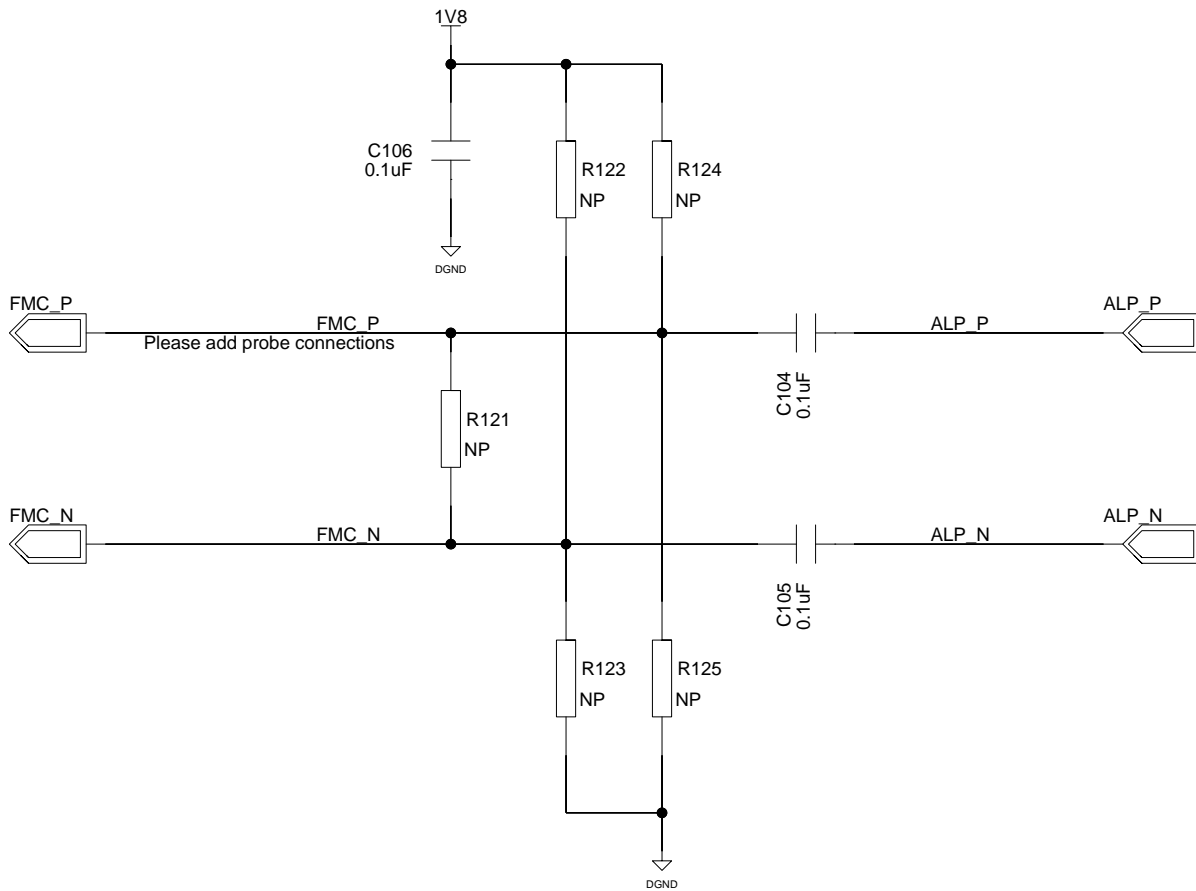 1V8
C106
0.1uF
R122
NP
R124
NP
DGND
FMC_P
FMC_P
Please add probe connections
ALP_P
ALP_P
C104
0.1uF
R121
NP
FMC_N
FMC_N
ALP_N
ALP_N
C105
0.1uF
R123
NP
R125
NP
DGND